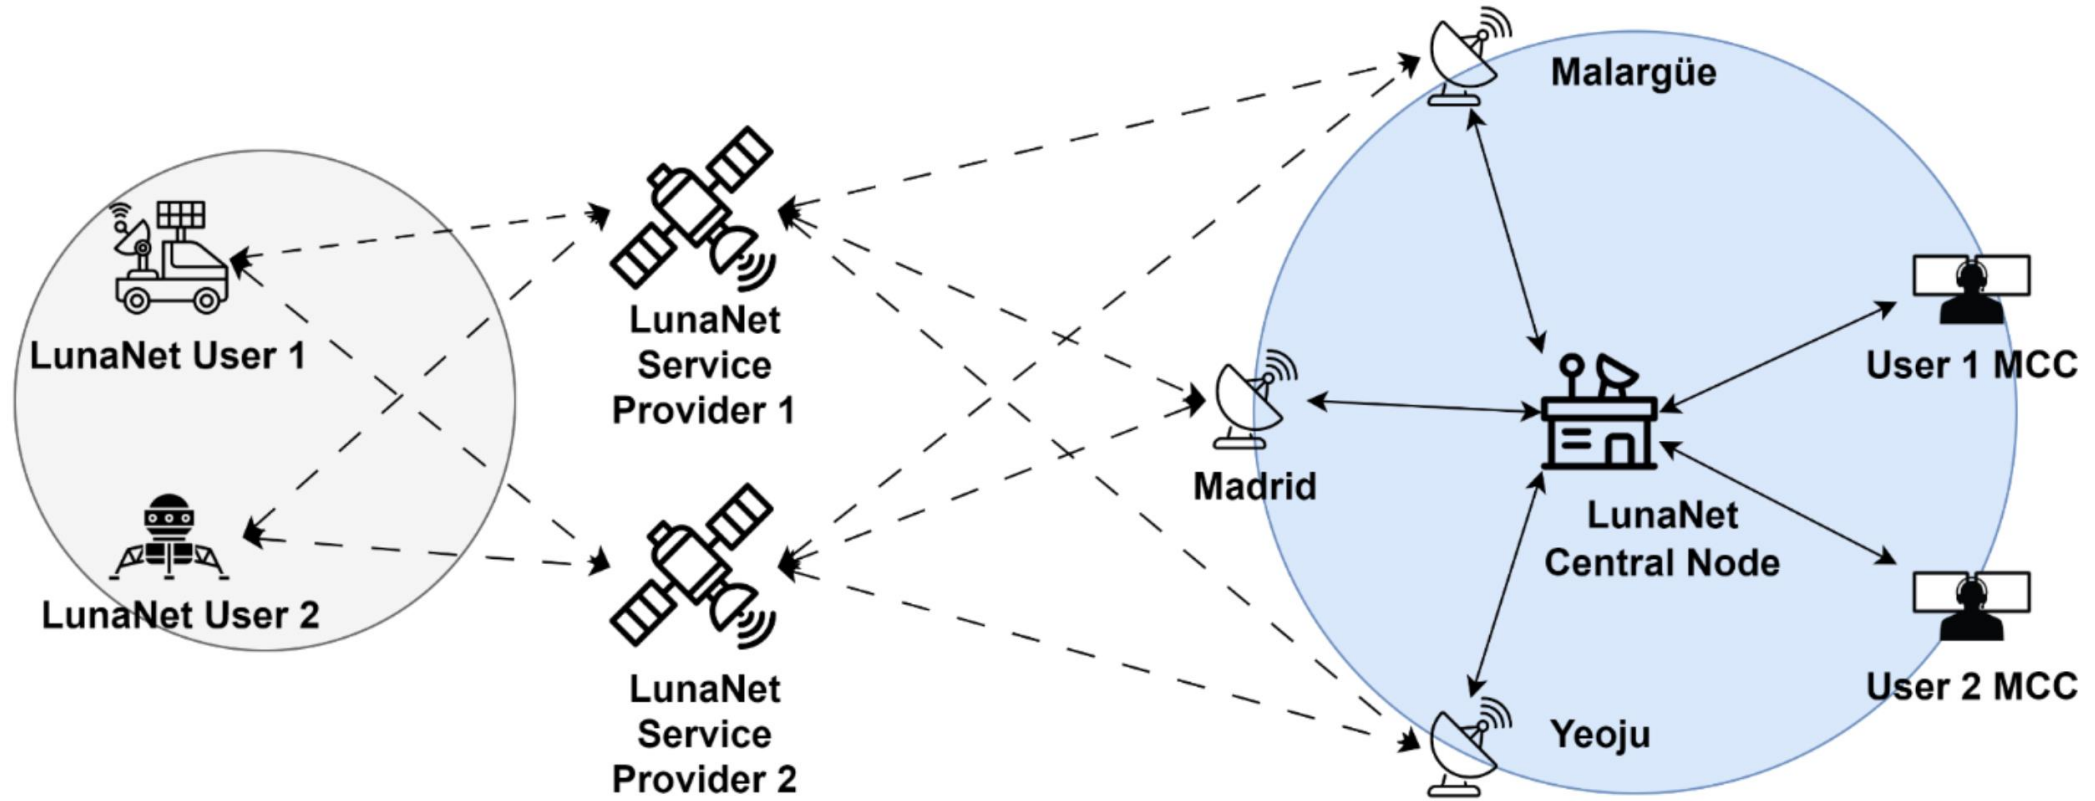 Malargüe
LunaNet User 1
LunaNet
Service
Provider 1
User 1 MCC
Madrid
LunaNet
Central Node
LunaNet User 2
LunaNet
Service
Provider 2
User 2 MCC
Yeoju